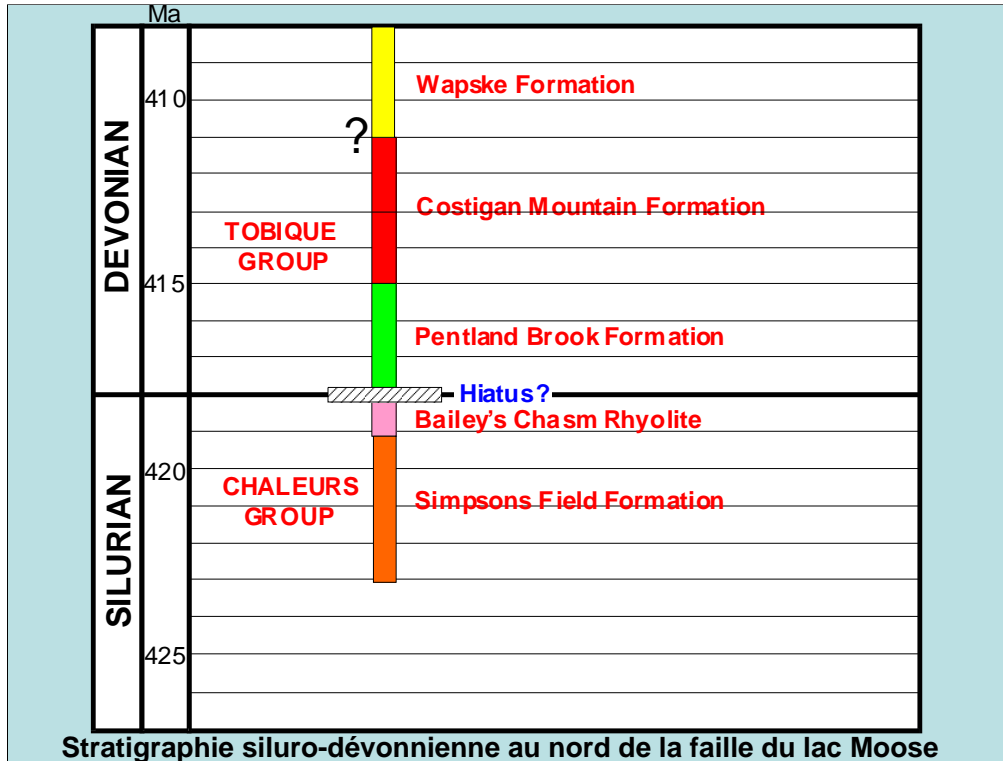 Ma
DEVONIAN
410
Wapske Formation
?
Costigan Mountain Formation
TOBIQUE
GROUP
415
Pentland Brook Formation
Hiatus?
Bailey’s Chasm Rhyolite
SILURIAN
420
CHALEURS
GROUP
Simpsons Field Formation
425
Stratigraphie siluro-dévonnienne au nord de la faille du lac Moose